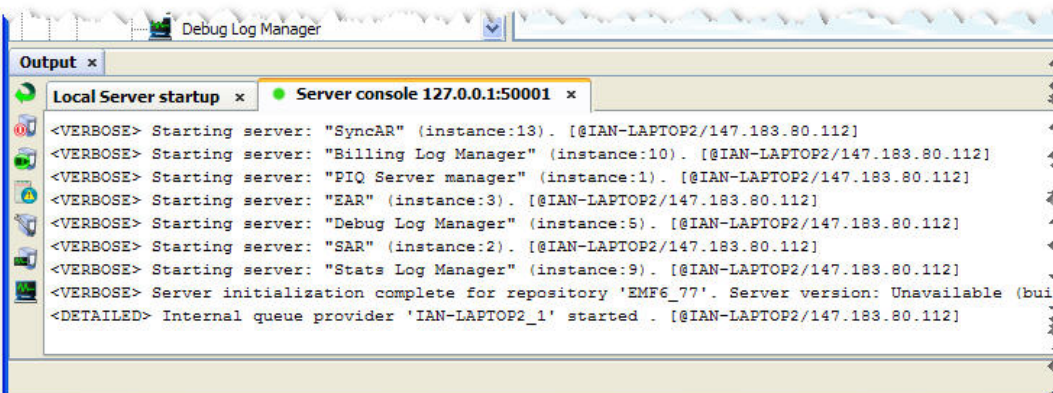 Debug Log Manager
Output x
Local Server startup x Server console 127.0.0.1:50001 x
<VERBOSE> Starting server: "SyncAR" (instance:13). [@IAN-LAPTOP2/147.183.80.112]
<VERBOSE> Starting server: "Billing Log Manager" (instance:10). [@IAN-LAPTOP2/147.183.80.112]
<VERBOSE> Starting server: "PIQ Server manager" (instance:1). [@IAN-LAPTOP2/147.183.80.112]
<VERBOSE> Starting server: "EAR" (instance:3). [@IAN-LAPTOP2/147.183.80.112]
<VERBOSE> Starting server: "Debug Log Manager" (instance:5). [@IAN-LAPTOP2/147.183.80.112]
<VERBOSE> Starting server: "SAR" (instance:2). [@IAN-LAPTOP2/147.183.80.112]
<VERBOSE> Starting server: "Stats Log Manager" (instance:9). [@IAN-LAPTOP2/147.183.80.112]
<VERBOSE> Server initialization complete for repository 'EMF6_77'. Server version: Unavailable (bui
<DETAILED> Internal queue provider 'IAN-LAPTOP2_1' started . [@IAN-LAPTOP2/147.183.80.112]